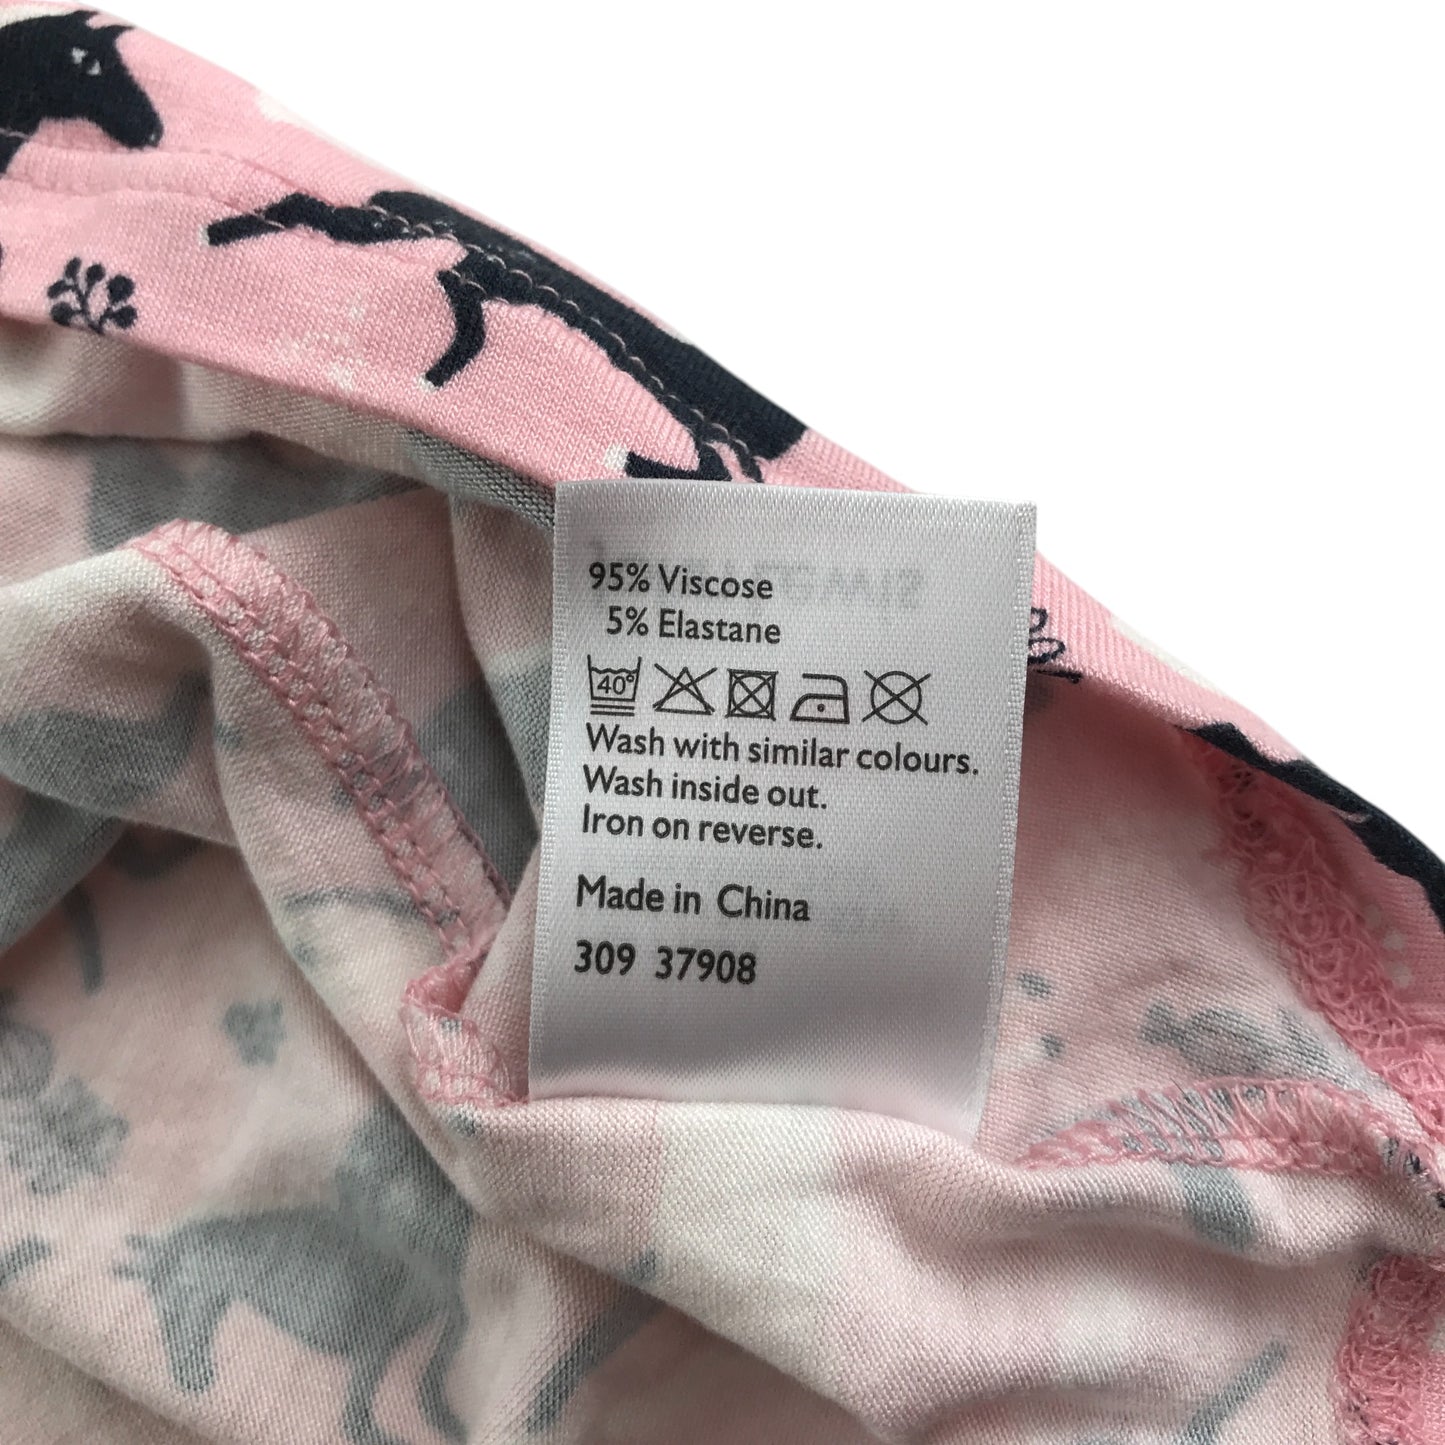 95% Viscose
5% Elastane
40°
Wash with similar colours.
Wash inside out.
Iron on reverse.
Made in China
309 37908